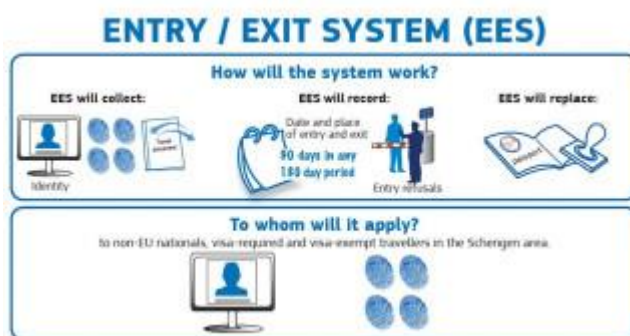 ENTRY / EXIT SYSTEM (EES)
How will the system work?
EES will collect:
EES will record:
EES will replace:
Date and place
of entry and exit
90 days in any
180 day period
Identity
Entry refusals
To whom will it apply?
to non-EU nationals, visa-required and visa-exempt travellers in the Schengen area.